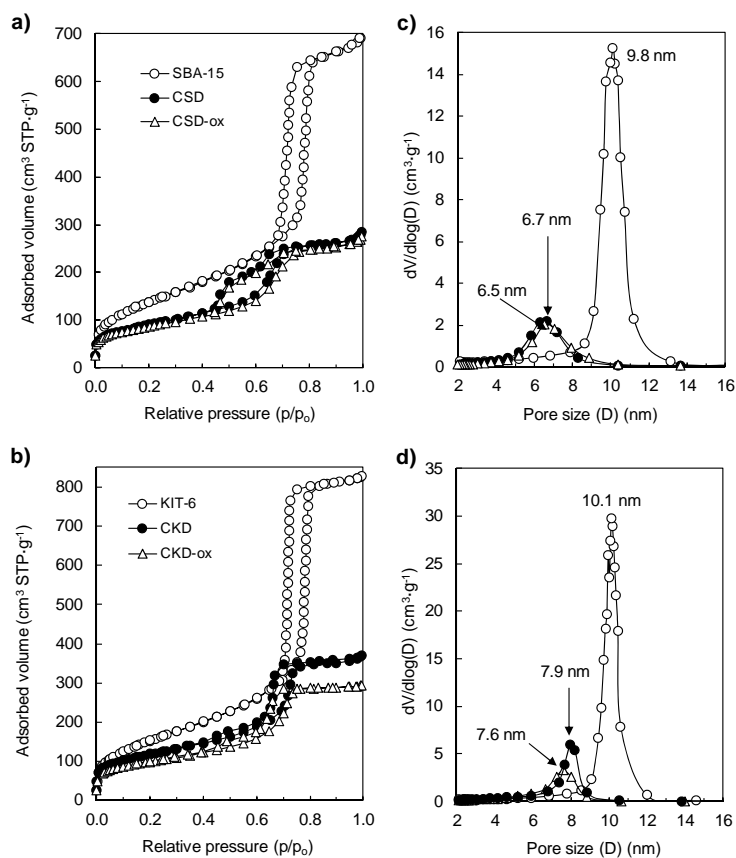 a)
700
600
500
400
300
200
100
0
Adsorbed volume (cm³ STP·g⁻¹)
SBA-15
CSD
CSD-ox
0.0 0.2 0.4 0.6 0.8 1.0
Relative pressure (p/pₒ)
c)
16
14
12
10
8
6
4
2
0
dV/dlog(D) (cm³·g⁻¹)
9.8 nm
6.7 nm
6.5 nm
2 4 6 8 10 12 14 16
Pore size (D) (nm)
b)
800
700
600
500
400
300
200
100
0
Adsorbed volume (cm³ STP·g⁻¹)
KIT-6
CKD
CKD-ox
0.0 0.2 0.4 0.6 0.8 1.0
Relative pressure (p/pₒ)
d)
35
30
25
20
15
10
5
0
dV/dlog(D) (cm³·g⁻¹)
10.1 nm
7.9 nm
7.6 nm
2 4 6 8 10 12 14 16
Pore size (D) (nm)